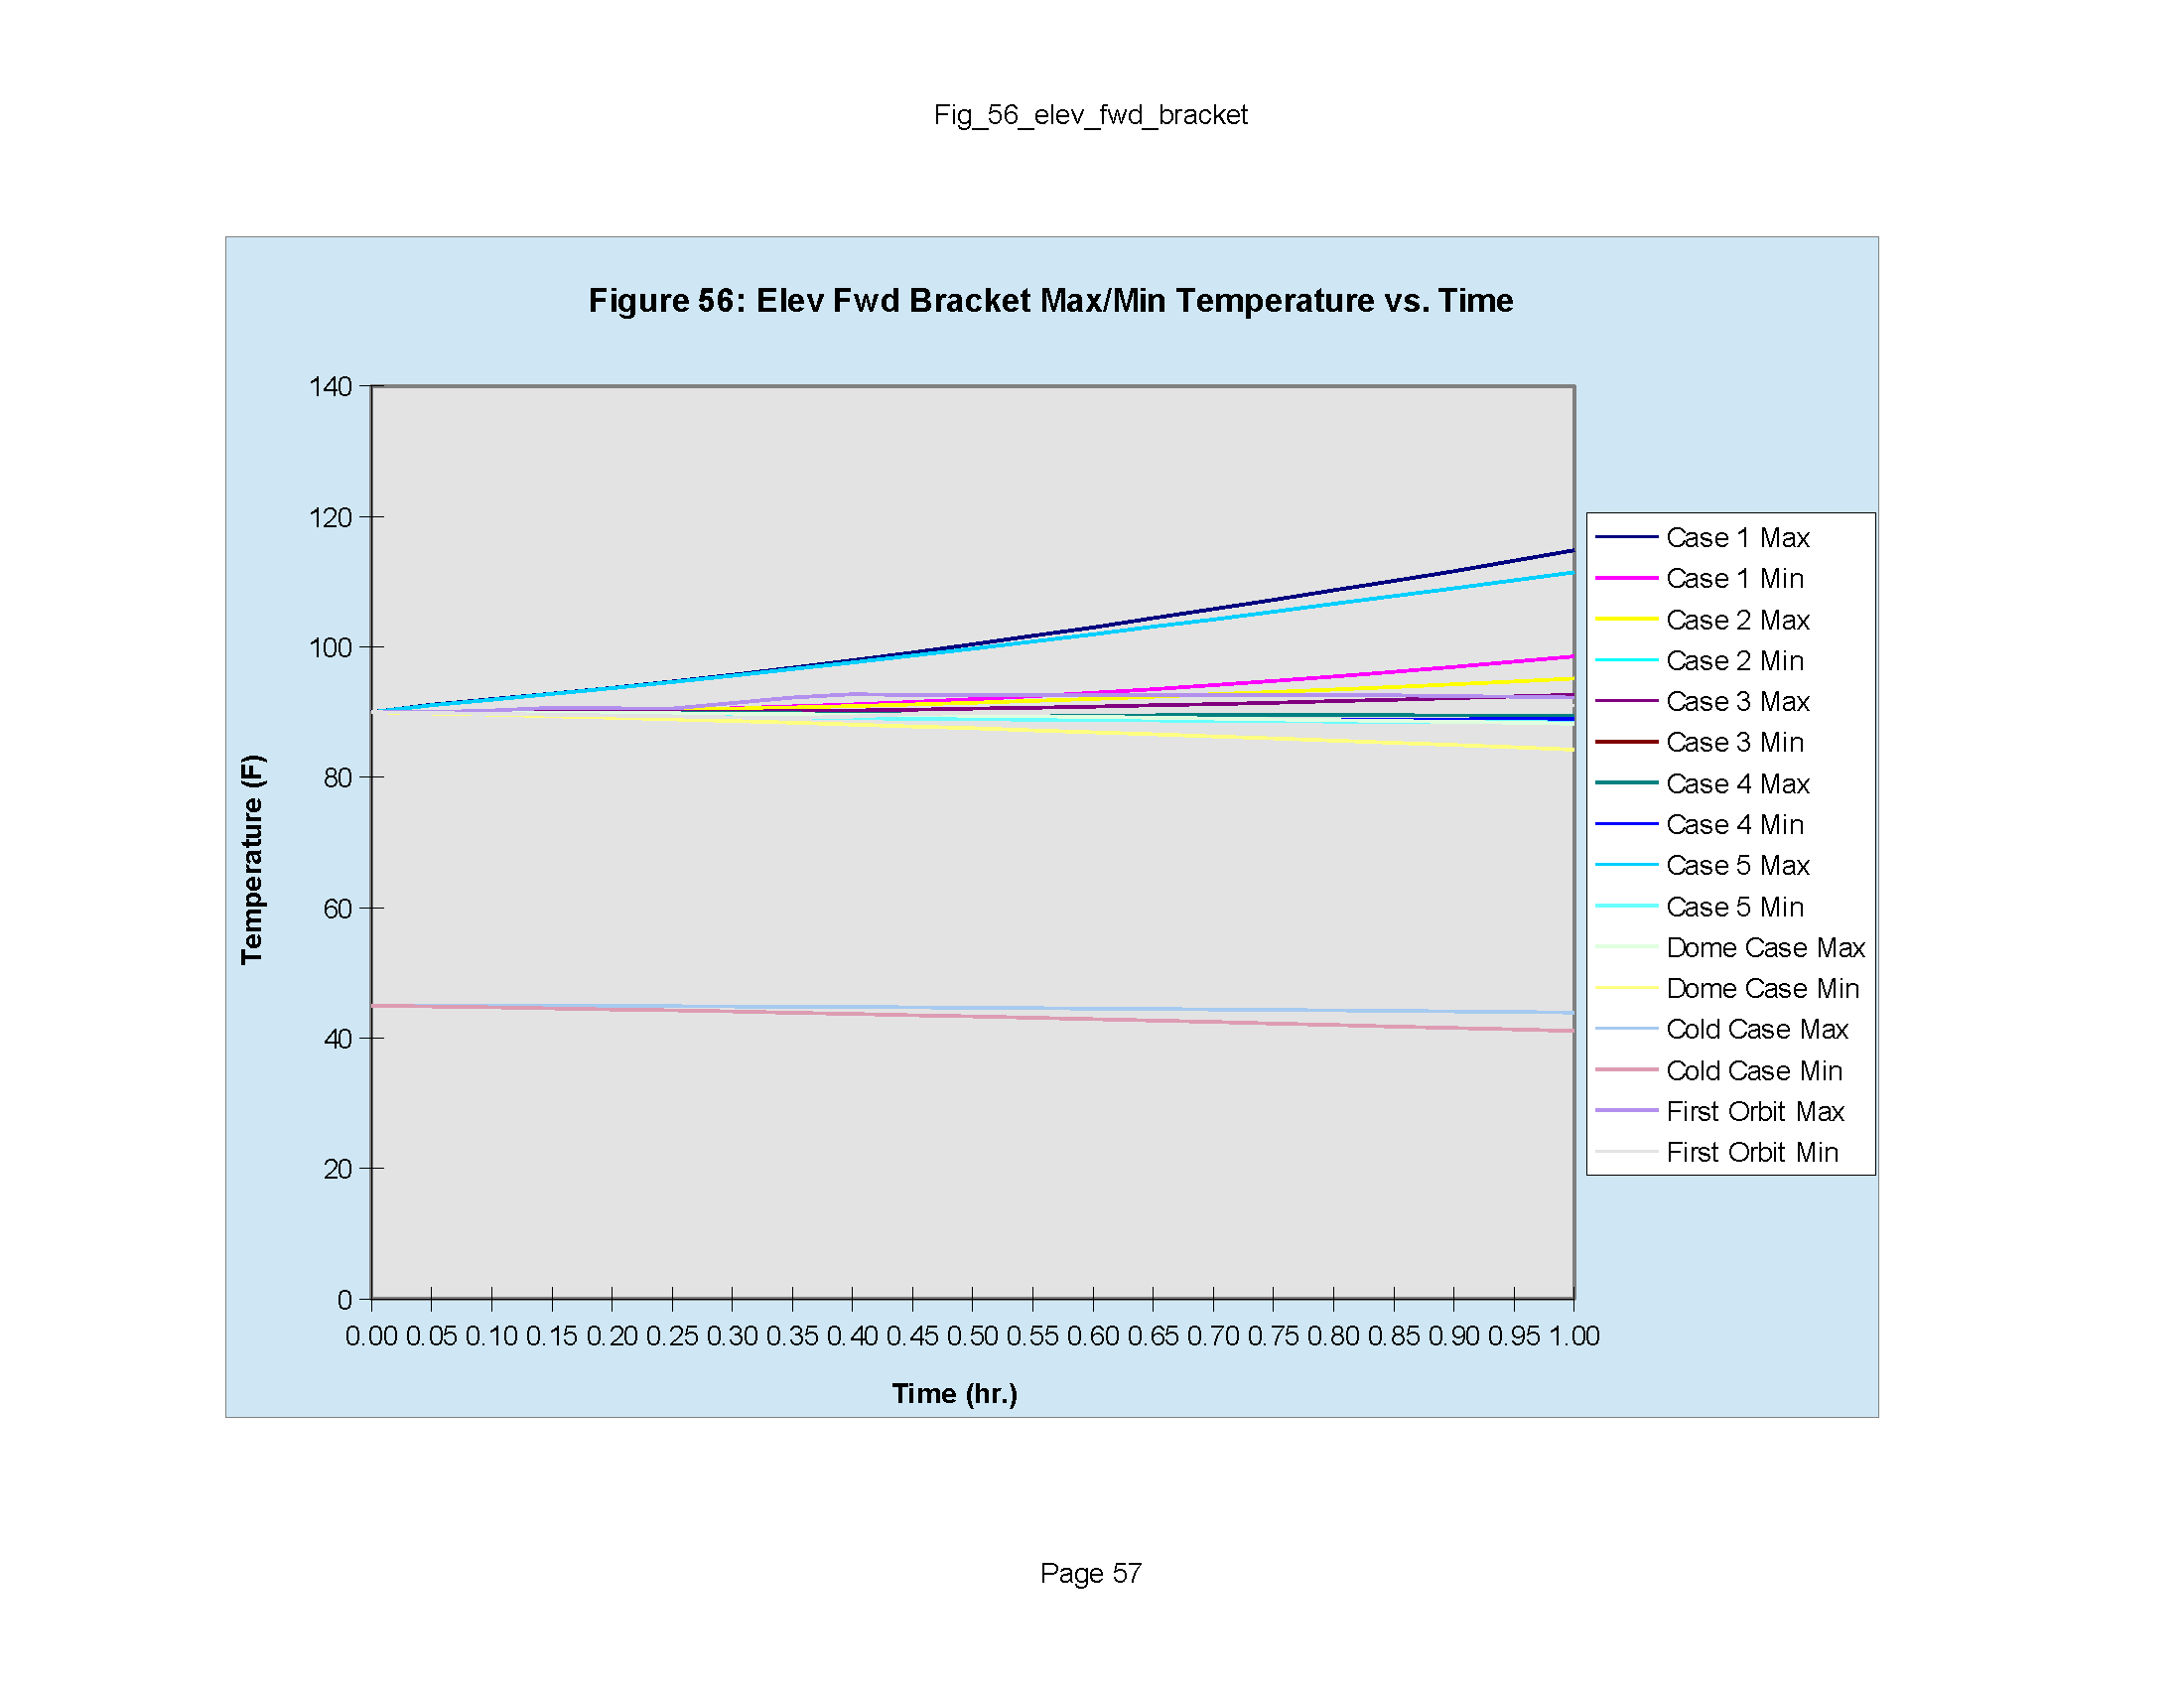 Fig_56_elev_fwd_bracket
Figure 56: Elev Fwd Bracket Max/Min Temperature vs. Time
140
120
100
80
60
40
20
0
Temperature (F)
0.00 0.05 0.10 0.15 0.20 0.25 0.30 0.35 0.40 0.45 0.50 0.55 0.60 0.65 0.70 0.75 0.80 0.85 0.90 0.95 1.00
Time (hr.)
Case 1 Max
Case 1 Min
Case 2 Max
Case 2 Min
Case 3 Max
Case 3 Min
Case 4 Max
Case 4 Min
Case 5 Max
Case 5 Min
Dome Case Max
Dome Case Min
Cold Case Max
Cold Case Min
First Orbit Max
First Orbit Min
Page 57